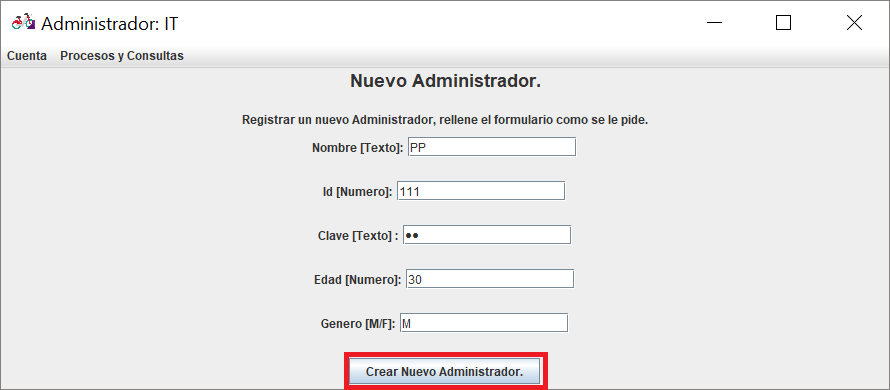 Administrador: IT
Cuenta Procesos y Consultas
Nuevo Administrador.
Registrar un nuevo Administrador, rellene el formulario como se le pide.
Nombre [Texto]: PP
Id [Numero]: 111
Clave [Texto] : ●●
Edad [Numero]: 30
Genero [M/F]: M
Crear Nuevo Administrador.